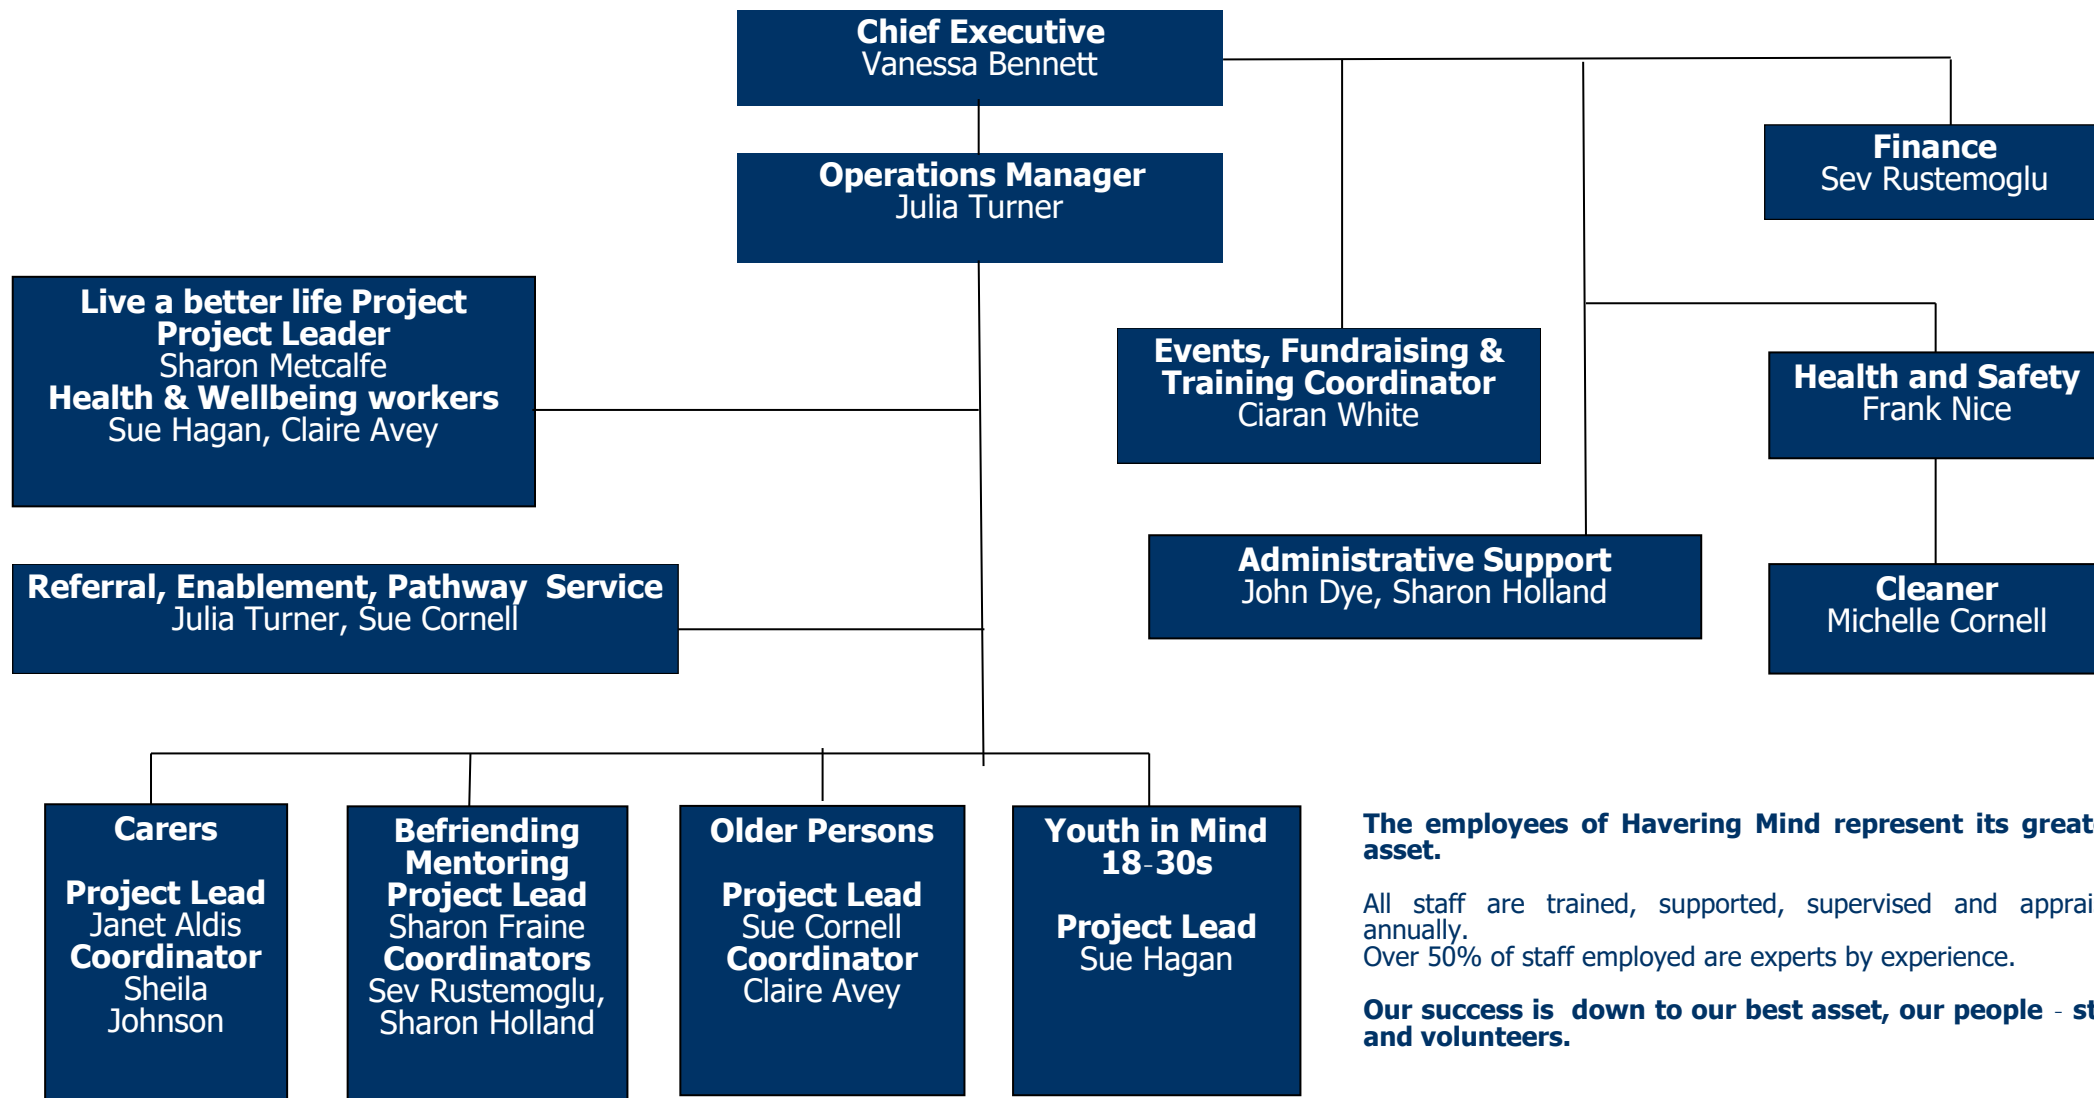 Chief Executive
Vanessa Bennett
Operations Manager
Julia Turner
Finance
Sev Rustemoglu
Live a better life Project
Project Leader
Sharon Metcalfe
Health & Wellbeing workers
Sue Hagan, Claire Avey
Events, Fundraising &
Training Coordinator
Ciaran White
Health and Safety
Frank Nice
Referral, Enablement, Pathway  Service
Julia Turner, Sue Cornell
Administrative Support
John Dye, Sharon Holland
Cleaner
Michelle Cornell
Carers
Project Lead
Janet Aldis
Coordinator
Sheila
Johnson
Befriending
Mentoring
Project Lead
Sharon Fraine
Coordinators
Sev Rustemoglu,
Sharon Holland
Older Persons
Project Lead
Sue Cornell
Coordinator
Claire Avey
Youth in Mind
18-30s
Project Lead
Sue Hagan
The employees of Havering Mind represent its
asset.
All staff are trained, supported, supervised and
annually.
Over 50% of staff employed are experts by experience.
Our success is  down to our best asset, our people -
and volunteers.